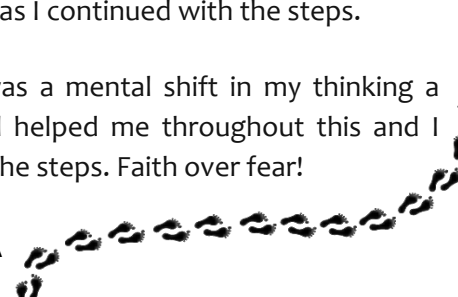 as I continued with the steps.
as a mental shift in my thinking a
helped me throughout this and I
he steps. Faith over fear!